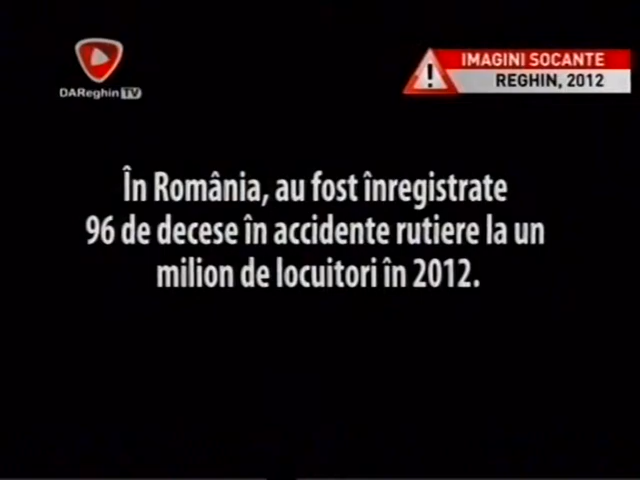 DAReghin TV
IMAGINI SOCANTE
REGHIN, 2012
În România, au fost înregistrate
96 de decese în accidente rutiere la un
milion de locuitori în 2012.